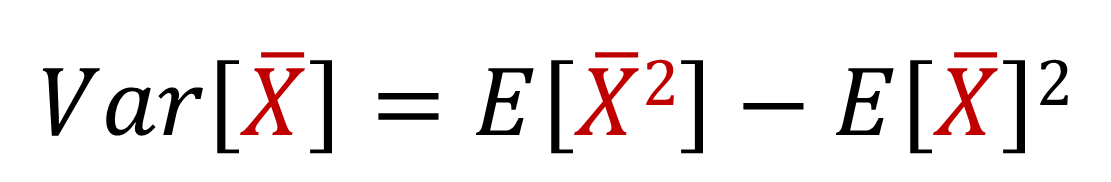 Var[X̄] = E[X̄²] − E[X̄]²